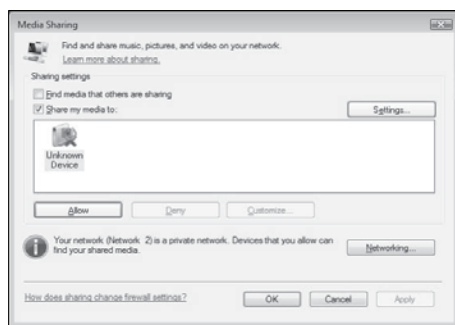 Media Sharing
Find and share music, pictures, and video on your network.
Learn more about sharing.
Sharing settings
Find media that others are sharing
Share my media to:
Settings...
Unknown
Device
Allow
Deny
Customize...
Your network (Network 2) is a private network. Devices that you allow can
find your shared media.
Networking...
How does sharing change firewall settings?
OK
Cancel
Apply